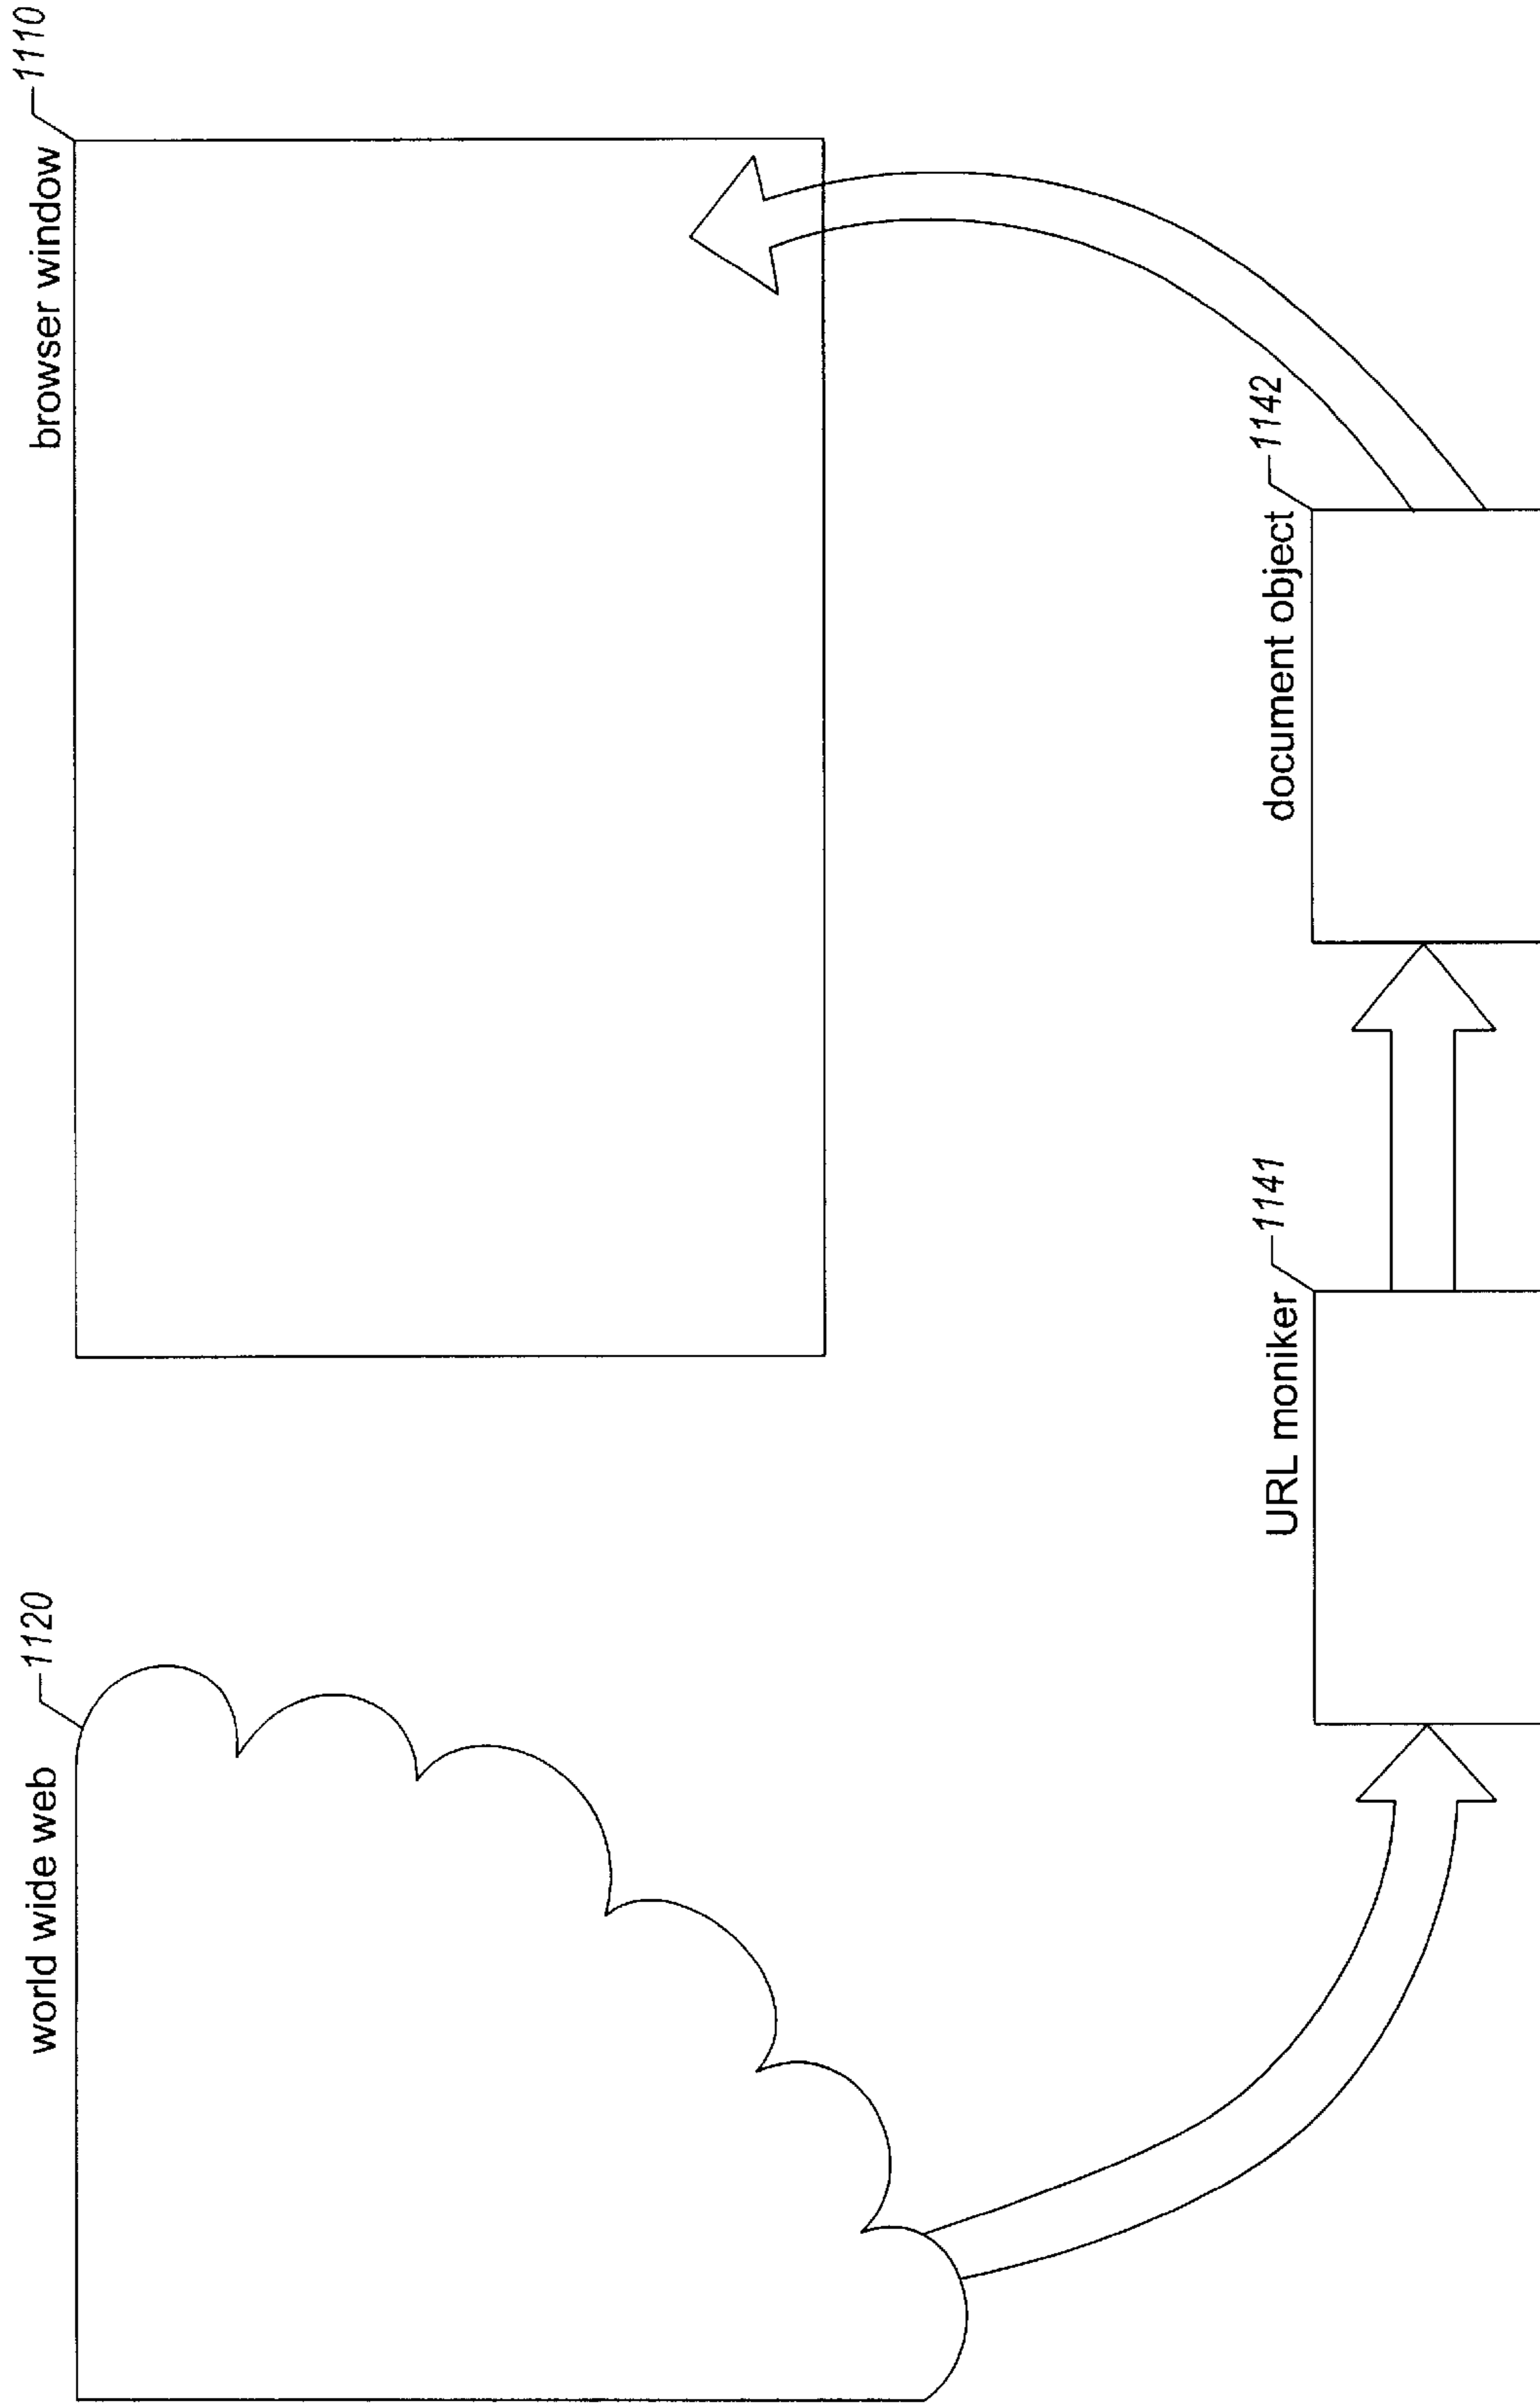 world wide web
1120
browser window
1110
URL moniker
1141
document object
1142